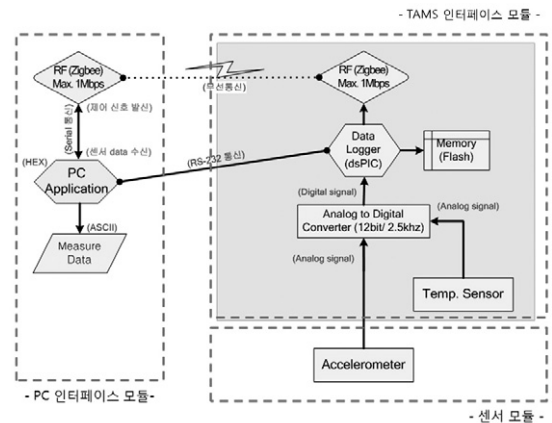 - TAMS 인터페이스 모듈 -
RF (Zigbee)
Max. 1Mbps
(무선통신)
RF (Zigbee)
Max. 1Mbps
(Serial 통신)
(제어 신호 발신)
(센서 data 수신)
(HEX)
PC
Application
(RS-232 통신)
Data
Logger
(dsPIC)
Memory
(Flash)
(Digital signal)
(ASCII)
Measure
Data
Analog to Digital
Converter (12bit/ 2.5khz)
(Analog signal)
(Analog signal)
Temp. Sensor
Accelerometer
- PC 인터페이스 모듈-
- 센서 모듈 -